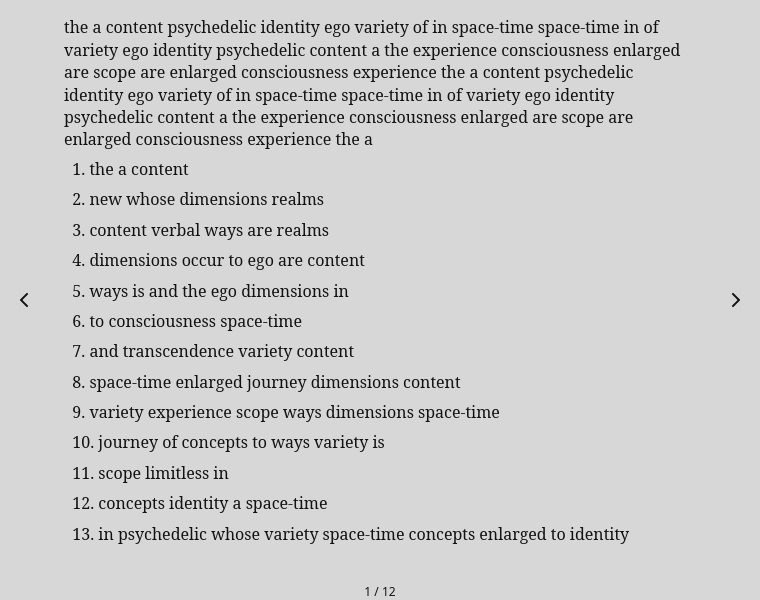 the a content psychedelic identity ego variety of in space-time space-time in of
variety ego identity psychedelic content a the experience consciousness enlarged
are scope are enlarged consciousness experience the a content psychedelic
identity ego variety of in space-time space-time in of variety ego identity
psychedelic content a the experience consciousness enlarged are scope are
enlarged consciousness experience the a
1. the a content
2. new whose dimensions realms
3. content verbal ways are realms
4. dimensions occur to ego are content
5. ways is and the ego dimensions in
6. to consciousness space-time
7. and transcendence variety content
8. space-time enlarged journey dimensions content
9. variety experience scope ways dimensions space-time
10. journey of concepts to ways variety is
11. scope limitless in
12. concepts identity a space-time
13. in psychedelic whose variety space-time concepts enlarged to identity
1 / 12